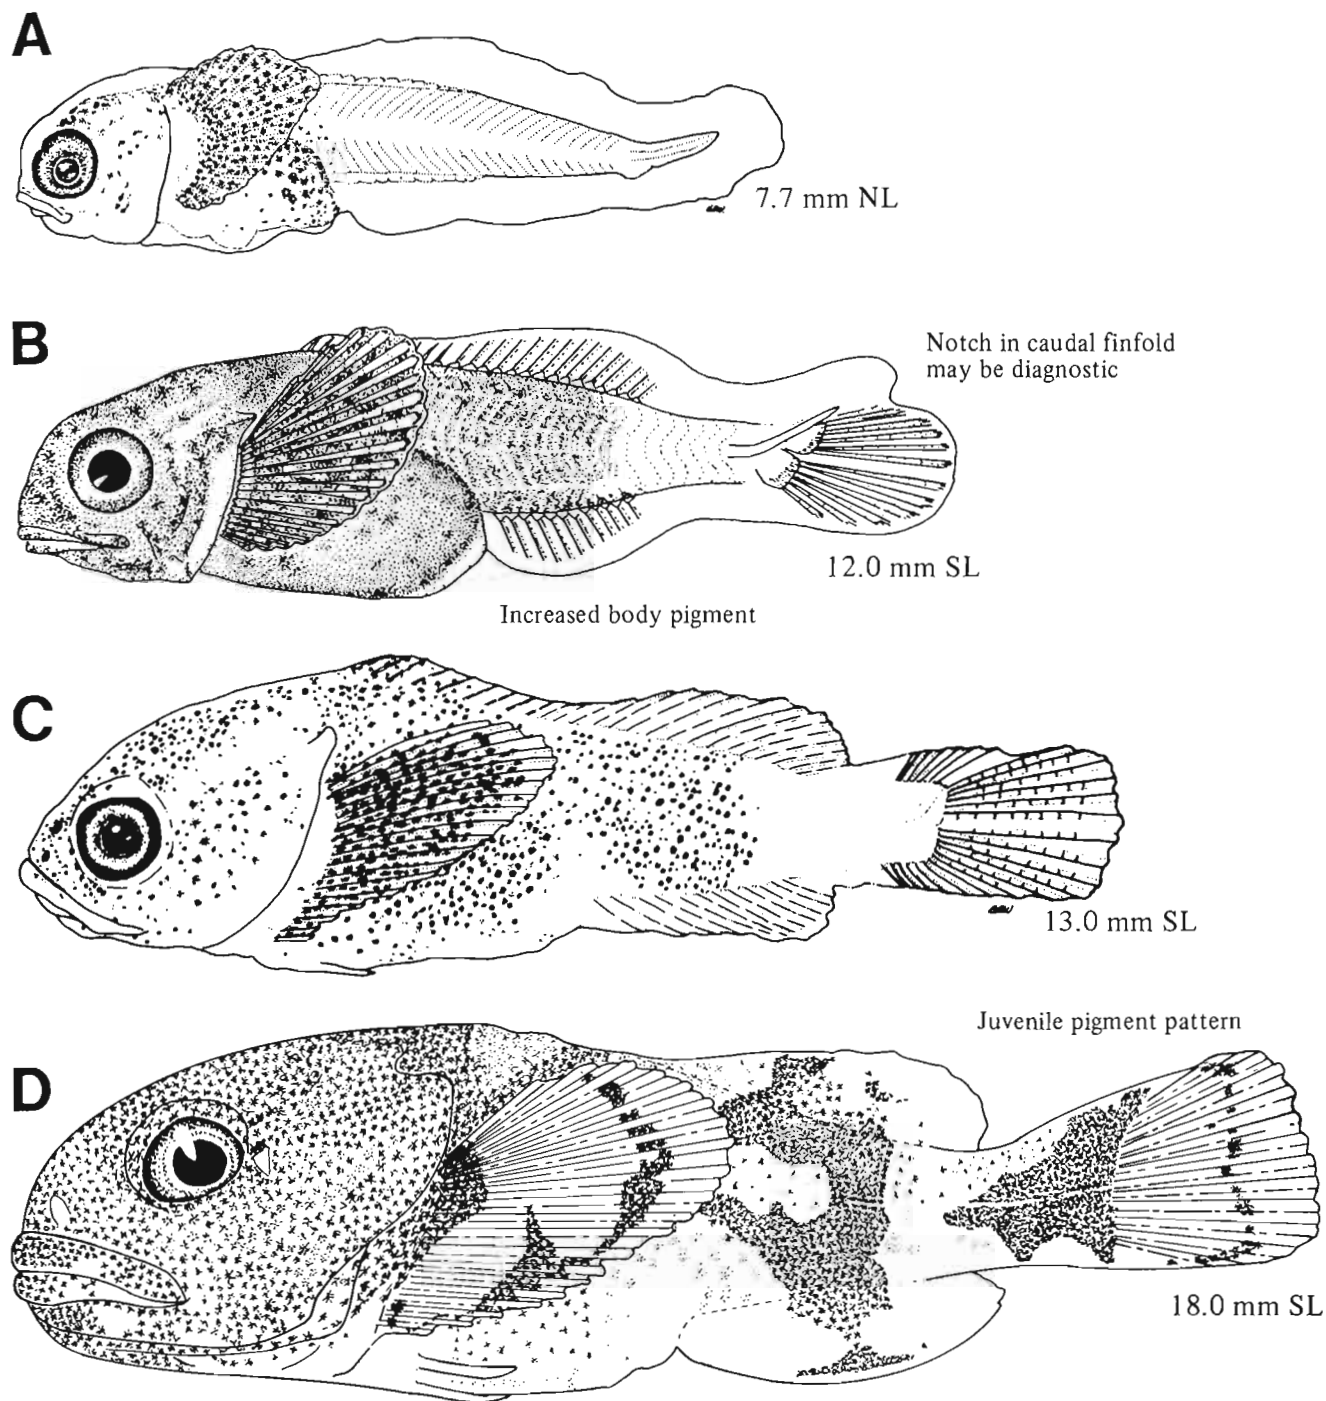 A
7.7 mm NL
B
Notch in caudal finfold
may be diagnostic
12.0 mm SL
Increased body pigment
C
13.0 mm SL
Juvenile pigment pattern
D
18.0 mm SL